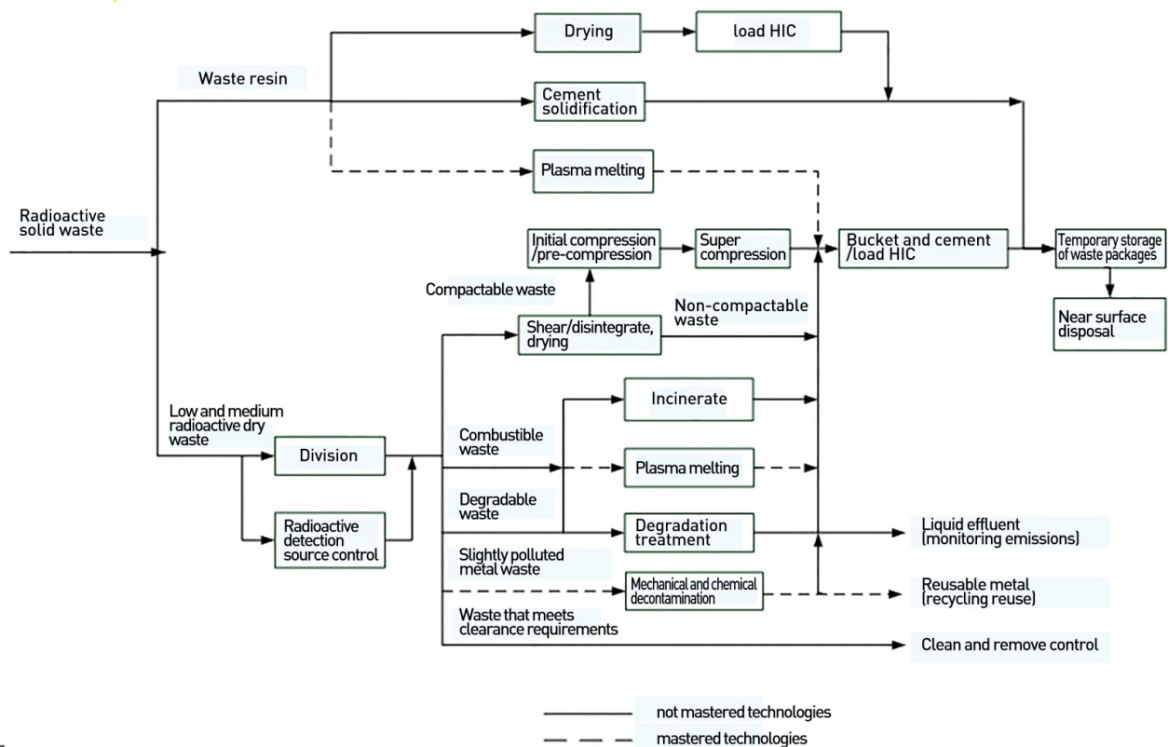 Drying
load HIC
Waste resin
Cement
solidification
Plasma melting
Radioactive
solid waste
Initial compression
/pre-compression
Super
compression
Bucket and cement
/load HIC
Temporary storage
of waste packages
Compactable waste
Non-compactable
waste
Shear/disintegrate,
drying
Near surface
disposal
Low and medium
radioactive dry
waste
Division
Incinerate
Combustible
waste
Plasma melting
Degradable
waste
Radioactive
detection
source control
Degradation
treatment
Liquid effluent
(monitoring emissions)
Slightly polluted
metal waste
Mechanical and chemical
decontamination
Reusable metal
(recycling reuse)
Waste that meets
clearance requirements
Clean and remove control
not mastered technologies
mastered technologies